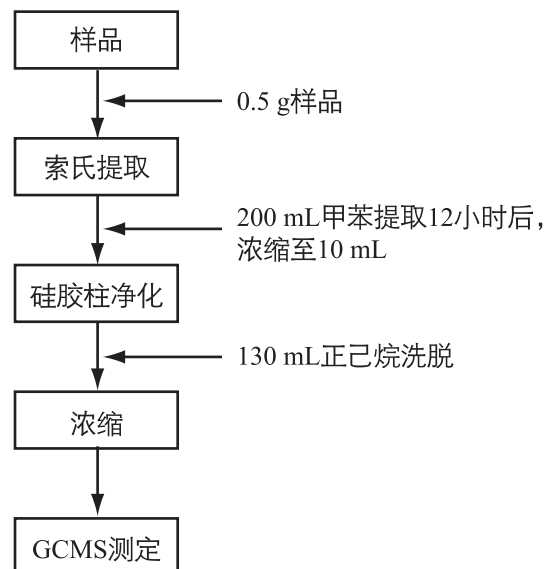 样品
0.5 g样品
索氏提取
200 mL甲苯提取12小时后，
浓缩至10 mL
硅胶柱净化
130 mL正己烷洗脱
浓缩
GCMS测定